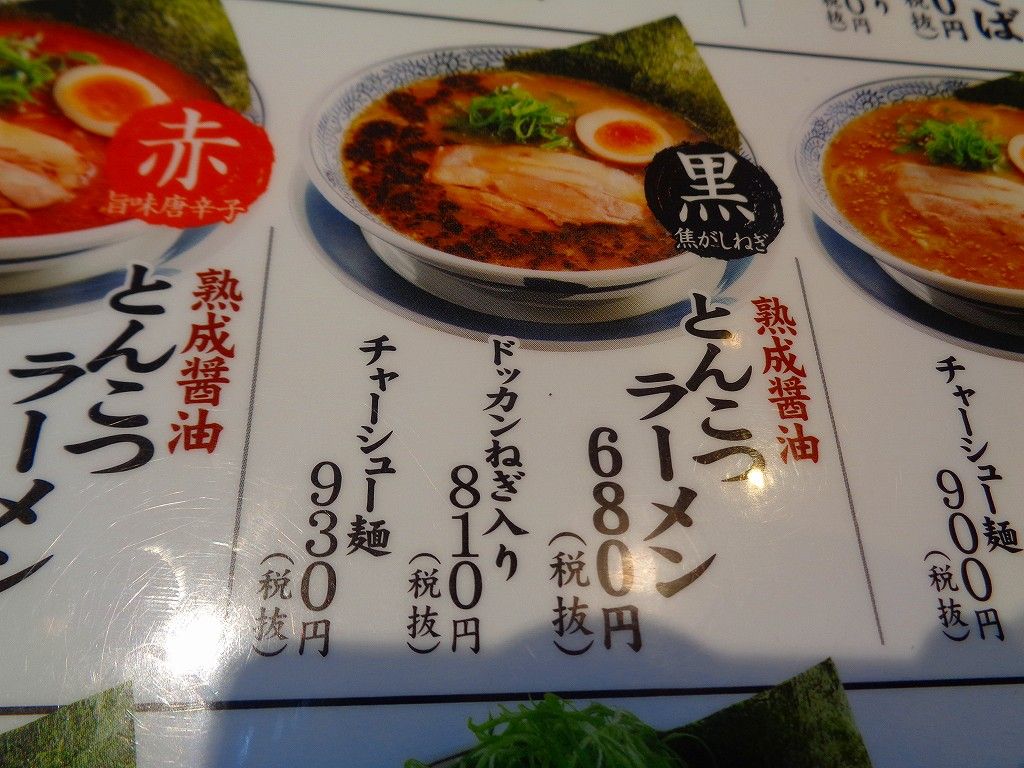 赤
旨味唐辛子
熟成醤油
とんこつ
ラーメン
黒
焦がしねぎ
熟成醤油
とんこつ
ラーメン
680円
(税抜)
ドッカンねぎ入り
810円
(税抜)
チャーシュー麺
930円
(税抜)
チャーシュー麺
900円
(税抜)